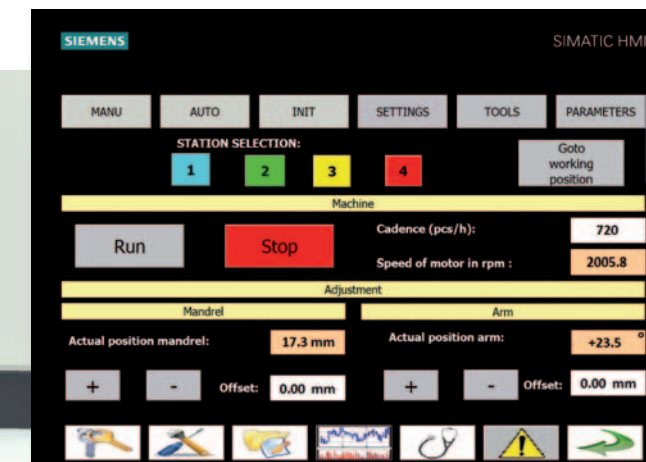 SIEMENS
SIMATIC HMI
MANU
AUTO
INIT
SETTINGS
TOOLS
PARAMETERS
STATION SELECTION:
1
2
3
4
Goto
working
position
Machine
Run
Stop
Cadence (pcs/h):
720
Speed of motor in rpm :
2005.8
Adjustment
Mandrel
Arm
Actual position mandrel:
17.3 mm
Actual position arm:
+23.5 °
+
-
Offset:
0.00 mm
+
-
Offset:
0.00 mm